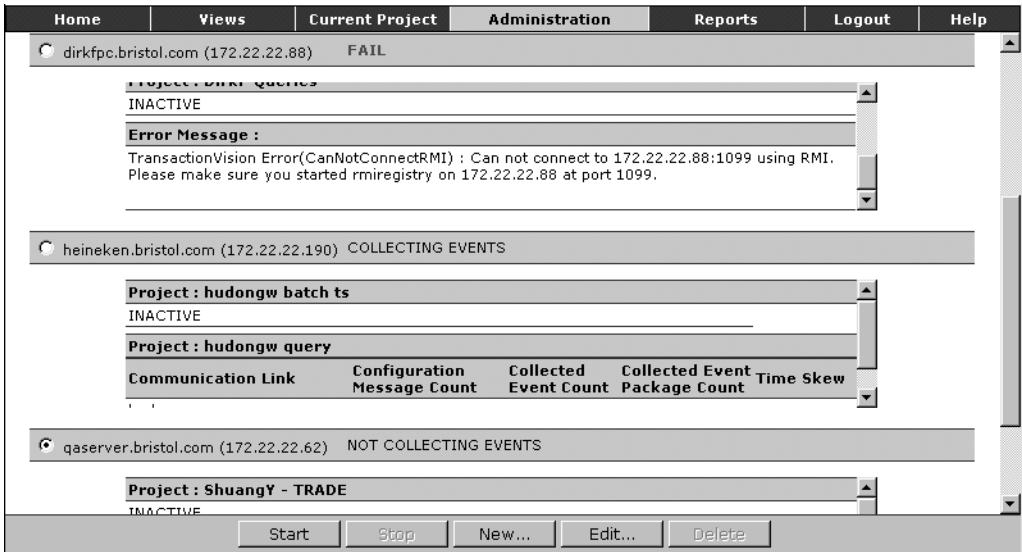 Home Views Current Project Administration Reports Logout Help
dirkfpc.bristol.com (172.22.22.88) FAIL
Project : DirkF Queries
INACTIVE
Error Message :
TransactionVision Error(CanNotConnectRMI) : Can not connect to 172.22.22.88:1099 using RMI.
Please make sure you started rmiregistry on 172.22.22.88 at port 1099.
heineken.bristol.com (172.22.22.190) COLLECTING EVENTS
Project : hudongw batch ts
INACTIVE
Project : hudongw query
Communication Link Configuration Message Count Collected Event Count Collected Event Package Count Time Skew
qaserver.bristol.com (172.22.22.62) NOT COLLECTING EVENTS
Project : ShuangY - TRADE
INACTIVE
Start Stop New... Edit... Delete